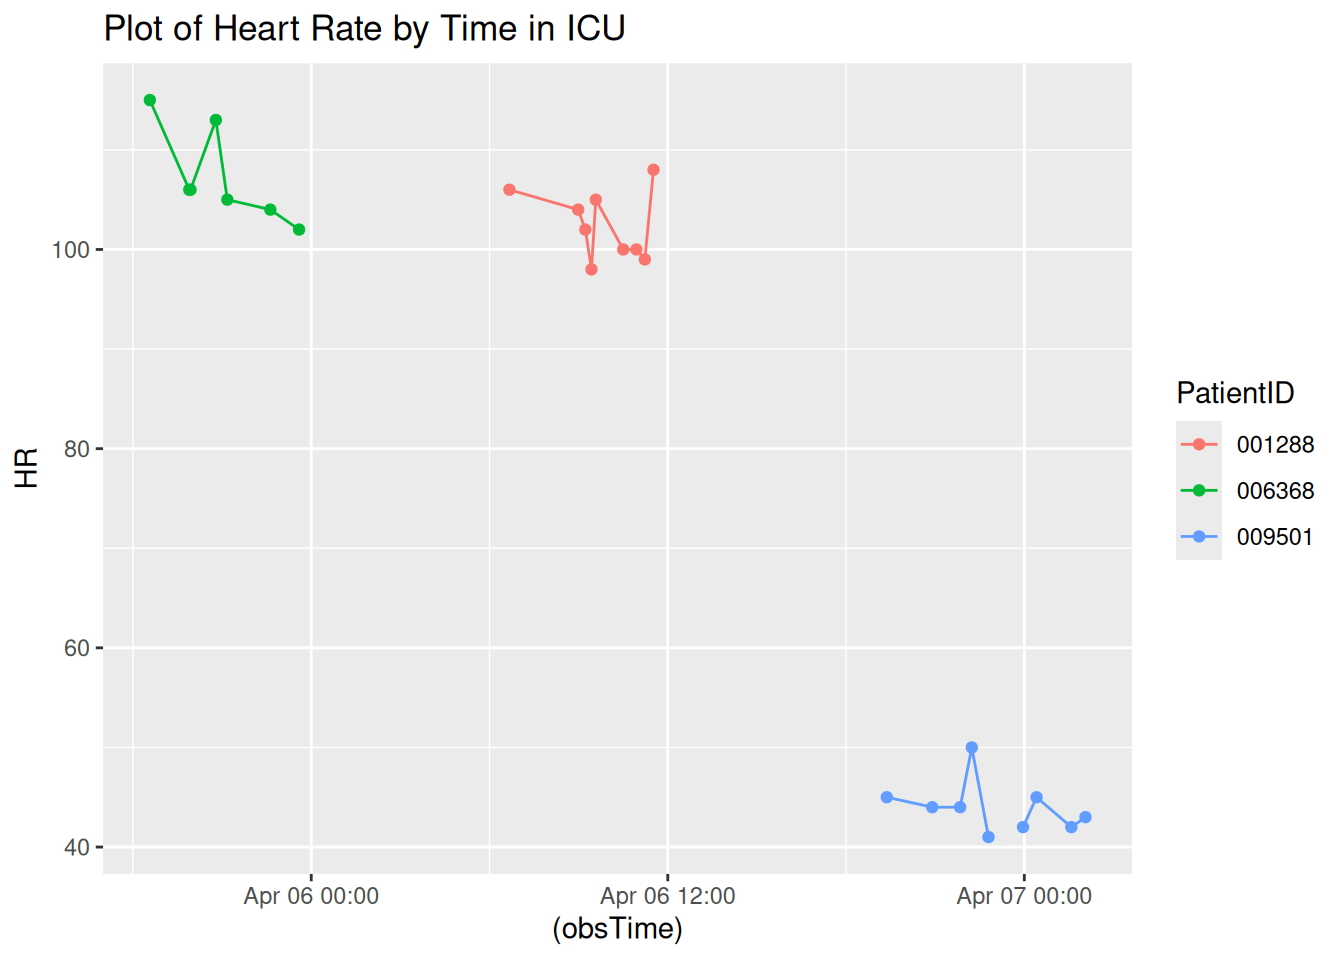 Plot of Heart Rate by Time in ICU
HR
100
80
60
40
Apr 06 00:00
Apr 06 12:00
Apr 07 00:00
(obsTime)
PatientID
001288
006368
009501